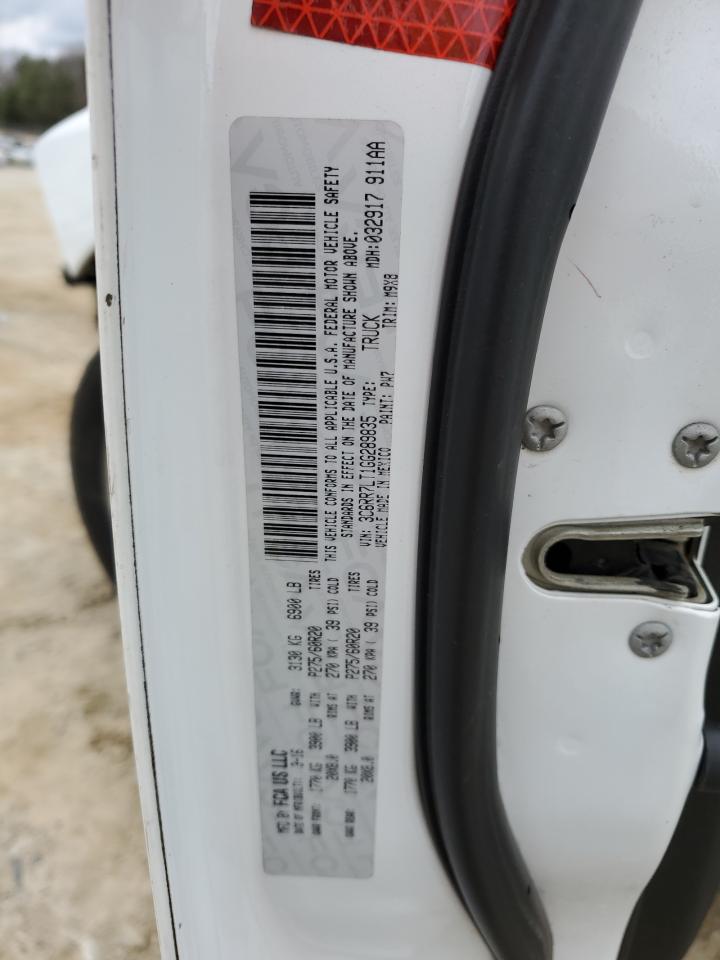 MFG BY FCA US LLC GVWR: 3130 KG 6900 LB
DATE OF MFR(BUILT): 3-16
GAWR FRONT: 1770 KG 3900 LB WITH P275/60R20 TIRES
20X8.0 RIMS AT 270 KPA ( 39 PSI) COLD
GAWR REAR: 1770 KG 3900 LB WITH P275/60R20 TIRES
20X8.0 RIMS AT 270 KPA ( 39 PSI) COLD
THIS VEHICLE CONFORMS TO ALL APPLICABLE U.S.A. FEDERAL MOTOR VEHICLE SAFETY
STANDARDS IN EFFECT ON THE DATE OF MANUFACTURE SHOWN ABOVE.
VIN: 3C6RR7LT1GG289835 TYPE: TRUCK MDH:032917 911AA
VEHICLE MADE IN MEXICO PAINT: PW7 TRIM: M9X8